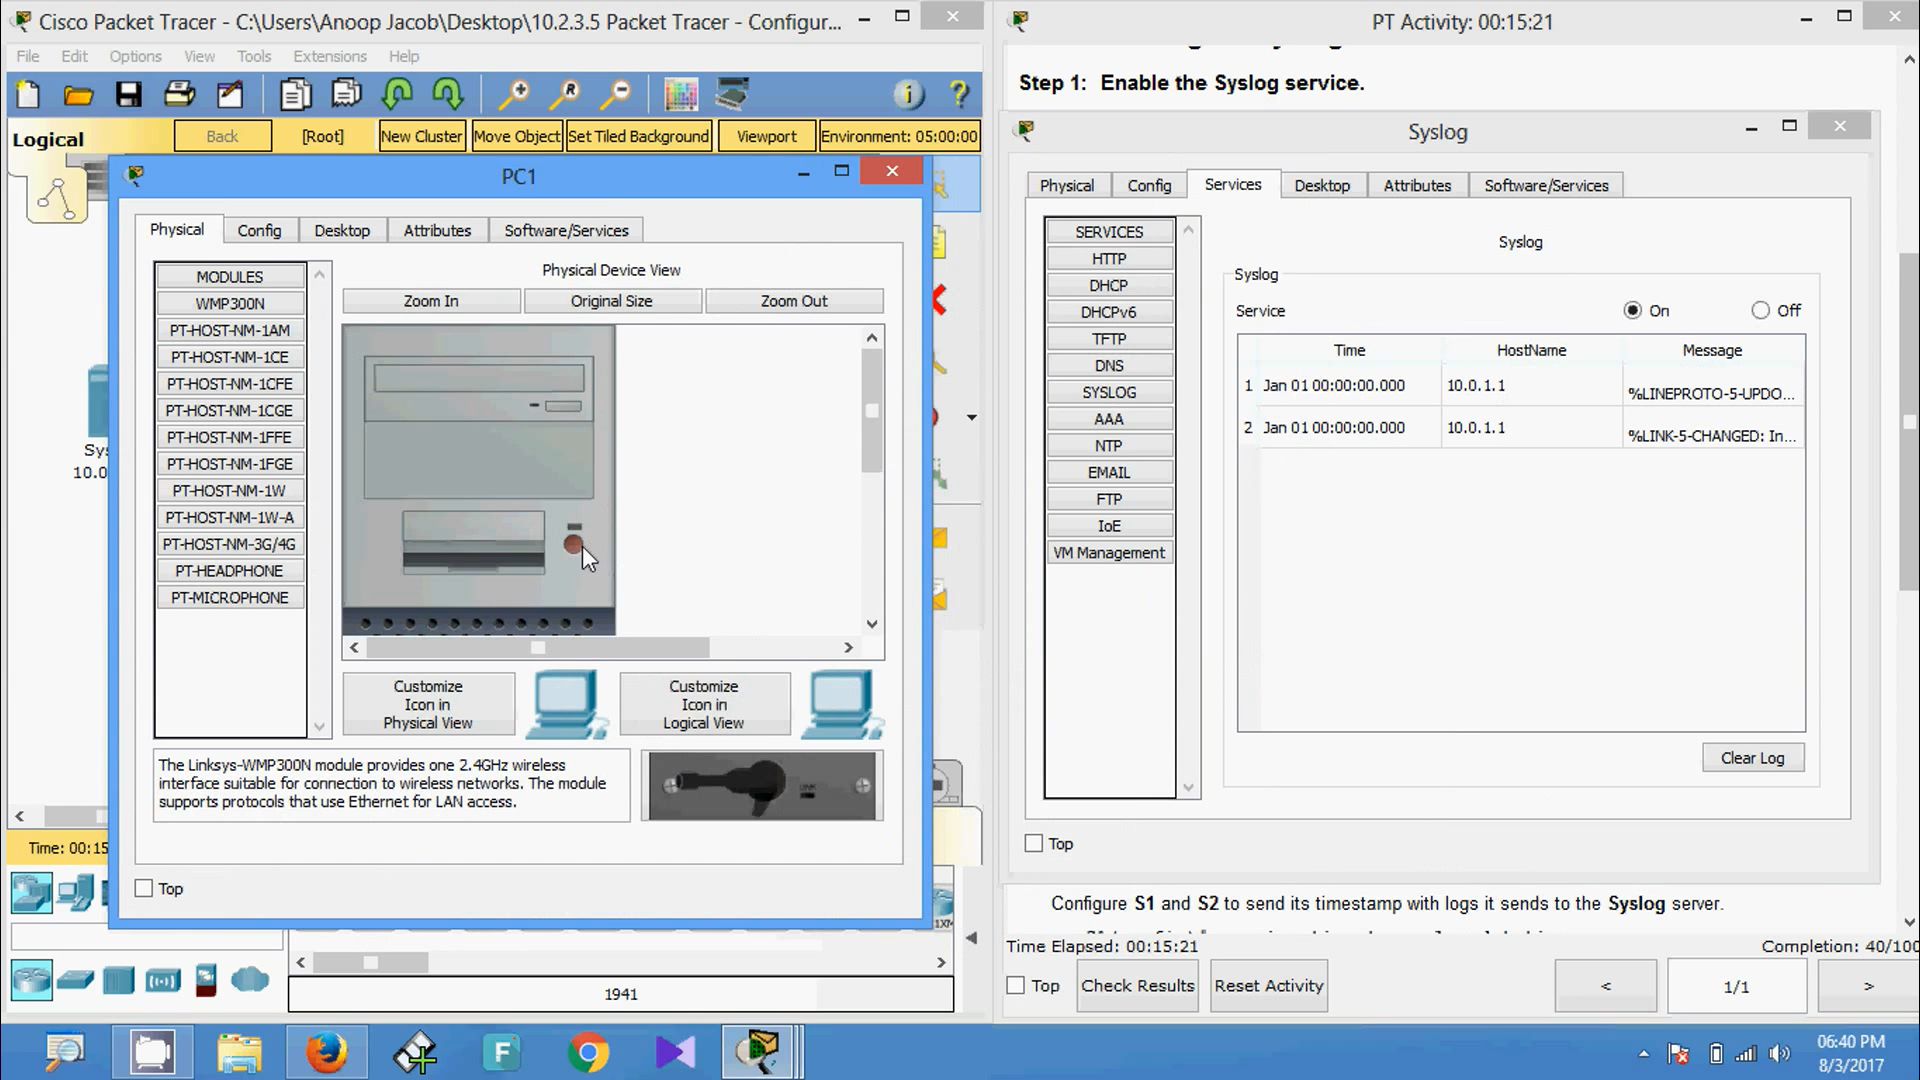 Cisco Packet Tracer - C:\Users\Anoop Jacob\Desktop\10.2.3.5 Packet Tracer - Configur...
File Edit Options View Tools Extensions Help
Logical
Back
[Root]
New Cluster
Move Object
Set Tiled Background
Viewport
Environment: 05:00:00
PC1
Physical
Config
Desktop
Attributes
Software/Services
MODULES
WMP300N
PT-HOST-NM-1AM
PT-HOST-NM-1CE
PT-HOST-NM-1CFE
PT-HOST-NM-1CGE
PT-HOST-NM-1FFE
PT-HOST-NM-1FGE
PT-HOST-NM-1W
PT-HOST-NM-1W-A
PT-HOST-NM-3G/4G
PT-HEADPHONE
PT-MICROPHONE
Physical Device View
Zoom In
Original Size
Zoom Out
Customize
Icon in
Physical View
Customize
Icon in
Logical View
The Linksys-WMP300N module provides one 2.4GHz wireless
interface suitable for connection to wireless networks. The module
supports protocols that use Ethernet for LAN access.
Top
Sys
10.0
Time: 00:15
1941
PT Activity: 00:15:21
Step 1: Enable the Syslog service.
Syslog
Physical
Config
Services
Desktop
Attributes
Software/Services
SERVICES
HTTP
DHCP
DHCPv6
TFTP
DNS
SYSLOG
AAA
NTP
EMAIL
FTP
IoE
VM Management
Syslog
Syslog
Service
On
Off
Time HostName Message
1 Jan 01 00:00:00.000 10.0.1.1 %LINEPROTO-5-UPDO...
2 Jan 01 00:00:00.000 10.0.1.1 %LINK-5-CHANGED: In...
Clear Log
Top
Configure S1 and S2 to send its timestamp with logs it sends to the Syslog server.
Time Elapsed: 00:15:21
Completion: 40/100
Top
Check Results
Reset Activity
<
1/1
>
06:40 PM
8/3/2017